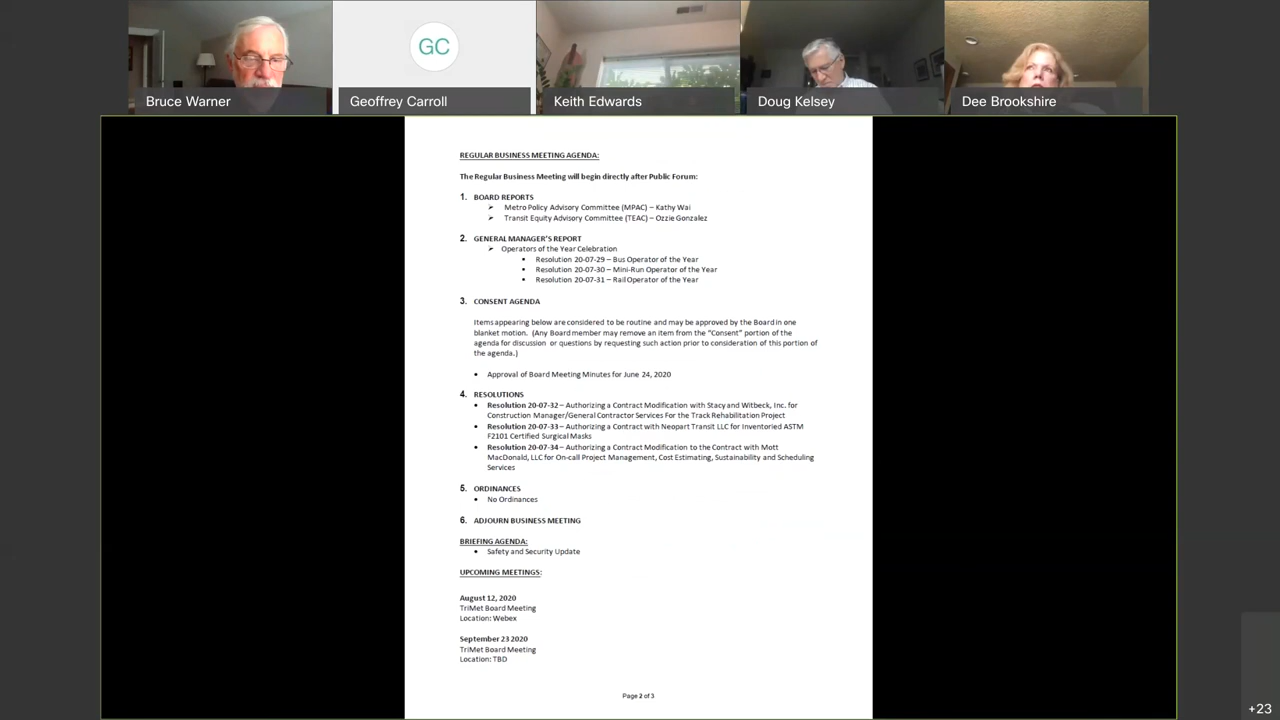 GC
Bruce Warner
Geoffrey Carroll
Keith Edwards
Doug Kelsey
Dee Brookshire
REGULAR BUSINESS MEETING AGENDA:
The Regular Business Meeting will begin directly after Public Forum:
1. BOARD REPORTS
➢ Metro Policy Advisory Committee (MPAC) – Kathy Wai
➢ Transit Equity Advisory Committee (TEAC) – Ozzie Gonzalez
2. GENERAL MANAGER'S REPORT
➢ Operators of the Year Celebration
• Resolution 20-07-29 – Bus Operator of the Year
• Resolution 20-07-30 – Mini-Run Operator of the Year
• Resolution 20-07-31 – Rail Operator of the Year
3. CONSENT AGENDA
Items appearing below are considered to be routine and may be approved by the Board in one
blanket motion. (Any Board member may remove an item from the "Consent" portion of the
agenda for discussion or questions by requesting such action prior to consideration of this portion of
the agenda.)
• Approval of Board Meeting Minutes for June 24, 2020
4. RESOLUTIONS
• Resolution 20-07-32 – Authorizing a Contract Modification with Stacy and Witbeck, Inc. for
Construction Manager/General Contractor Services For the Track Rehabilitation Project
• Resolution 20-07-33 – Authorizing a Contract with Neopart Transit LLC for Inventoried ASTM
F2101 Certified Surgical Masks
• Resolution 20-07-34 – Authorizing a Contract Modification to the Contract with Mott
MacDonald, LLC for On-call Project Management, Cost Estimating, Sustainability and Scheduling
Services
5. ORDINANCES
• No Ordinances
6. ADJOURN BUSINESS MEETING
BRIEFING AGENDA:
• Safety and Security Update
UPCOMING MEETINGS:
August 12, 2020
TriMet Board Meeting
Location: Webex
September 23 2020
TriMet Board Meeting
Location: TBD
Page 2 of 3
+23